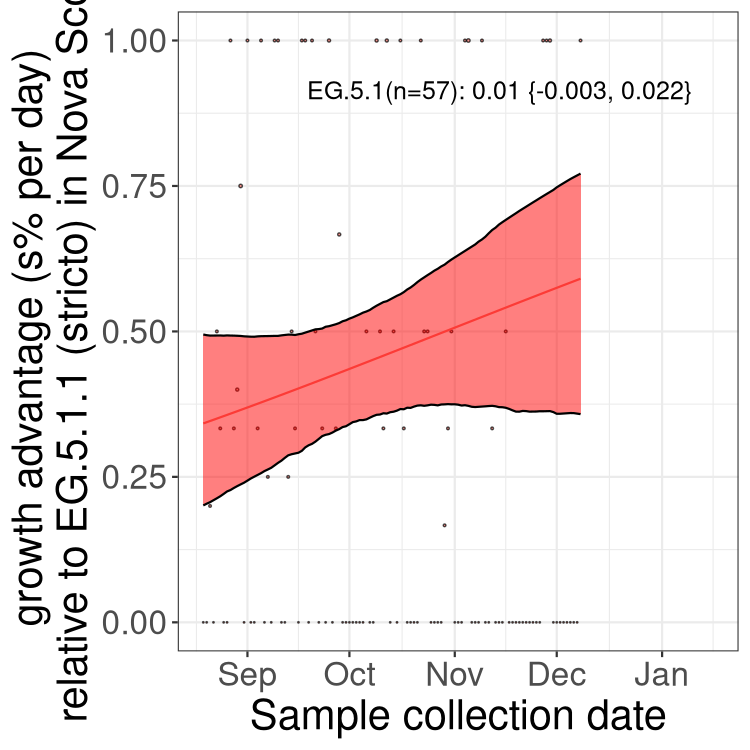 growth advantage (s% per day)
relative to EG.5.1.1 (stricto) in Nova Sco
1.00
EG.5.1(n=57): 0.01 {-0.003, 0.022}
0.75
0.50
0.25
0.00
Sep Oct Nov Dec Jan
Sample collection date